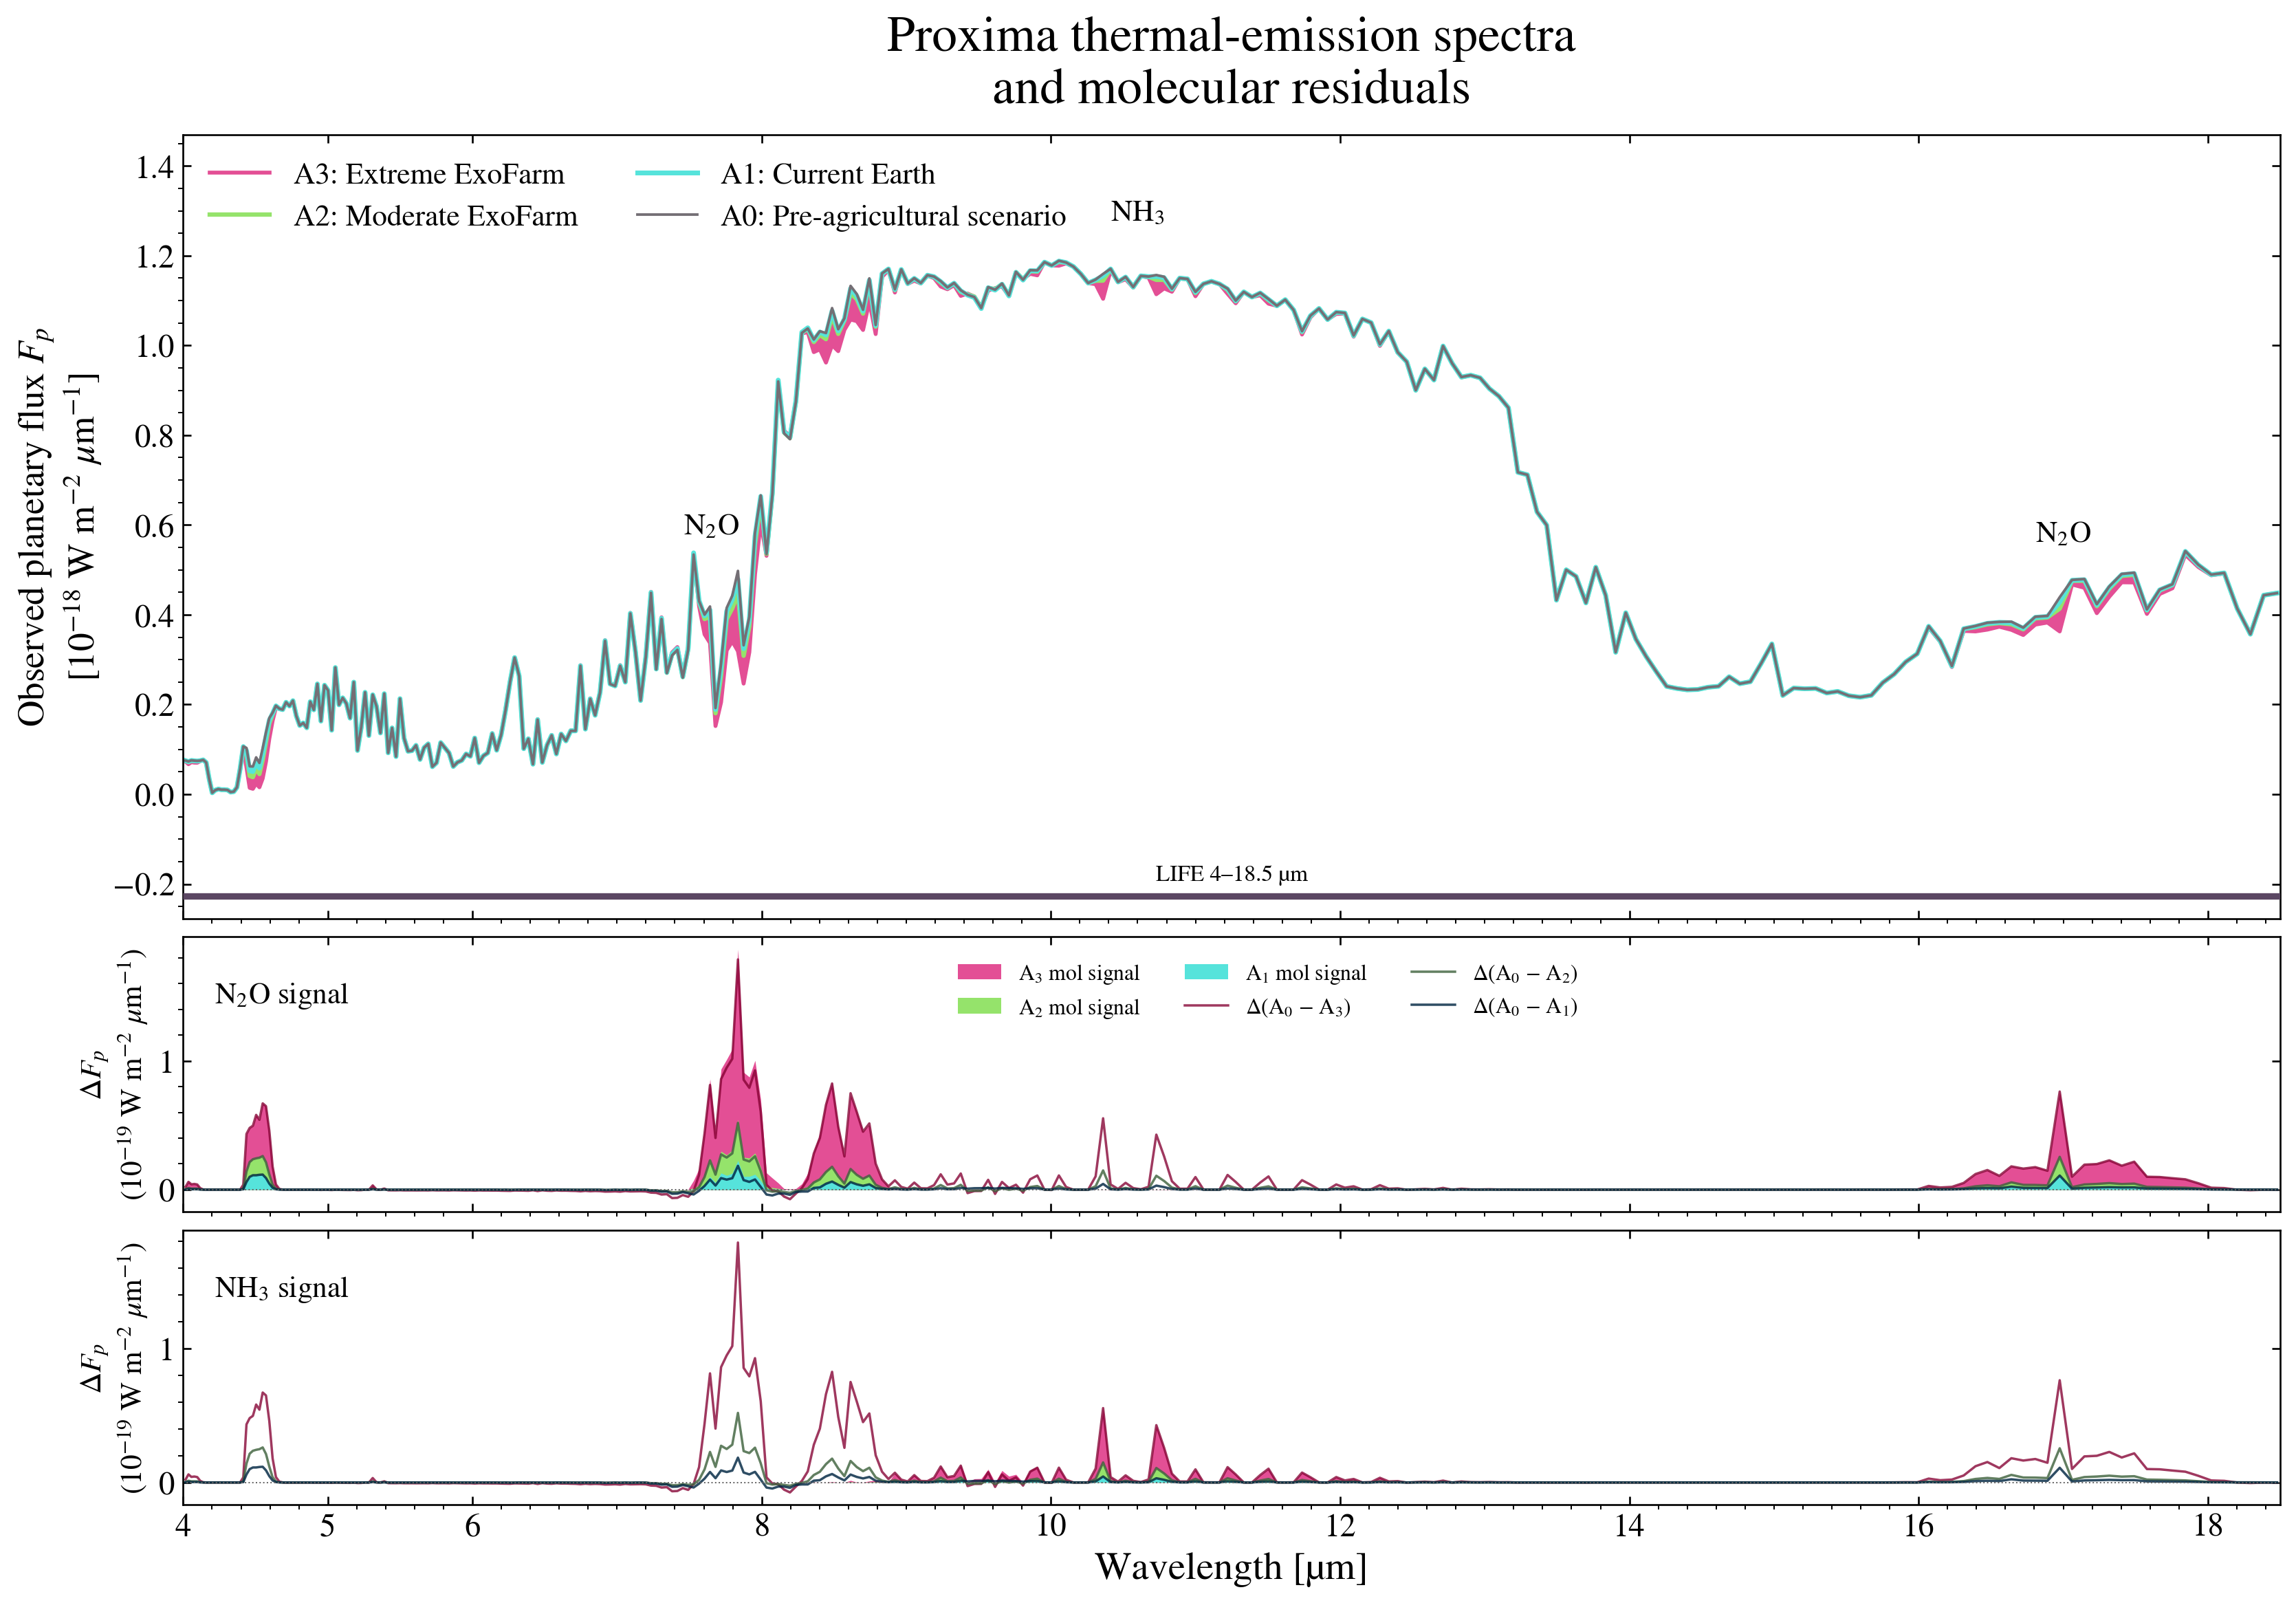 Proxima thermal-emission spectra
and molecular residuals
A3: Extreme ExoFarm
A2: Moderate ExoFarm
A1: Current Earth
A0: Pre-agricultural scenario
NH₃
N₂O
N₂O
LIFE 4–18.5 µm
Observed planetary flux Fₚ
[10⁻¹⁸ W m⁻² μm⁻¹]
1.4
1.2
1.0
0.8
0.6
0.4
0.2
0.0
−0.2
N₂O signal
A₃ mol signal
A₂ mol signal
A₁ mol signal
Δ(A₀ − A₃)
Δ(A₀ − A₂)
Δ(A₀ − A₁)
ΔFₚ
(10⁻¹⁹ W m⁻² μm⁻¹)
1
0
NH₃ signal
ΔFₚ
(10⁻¹⁹ W m⁻² μm⁻¹)
1
0
4 5 6 8 10 12 14 16 18
Wavelength [µm]